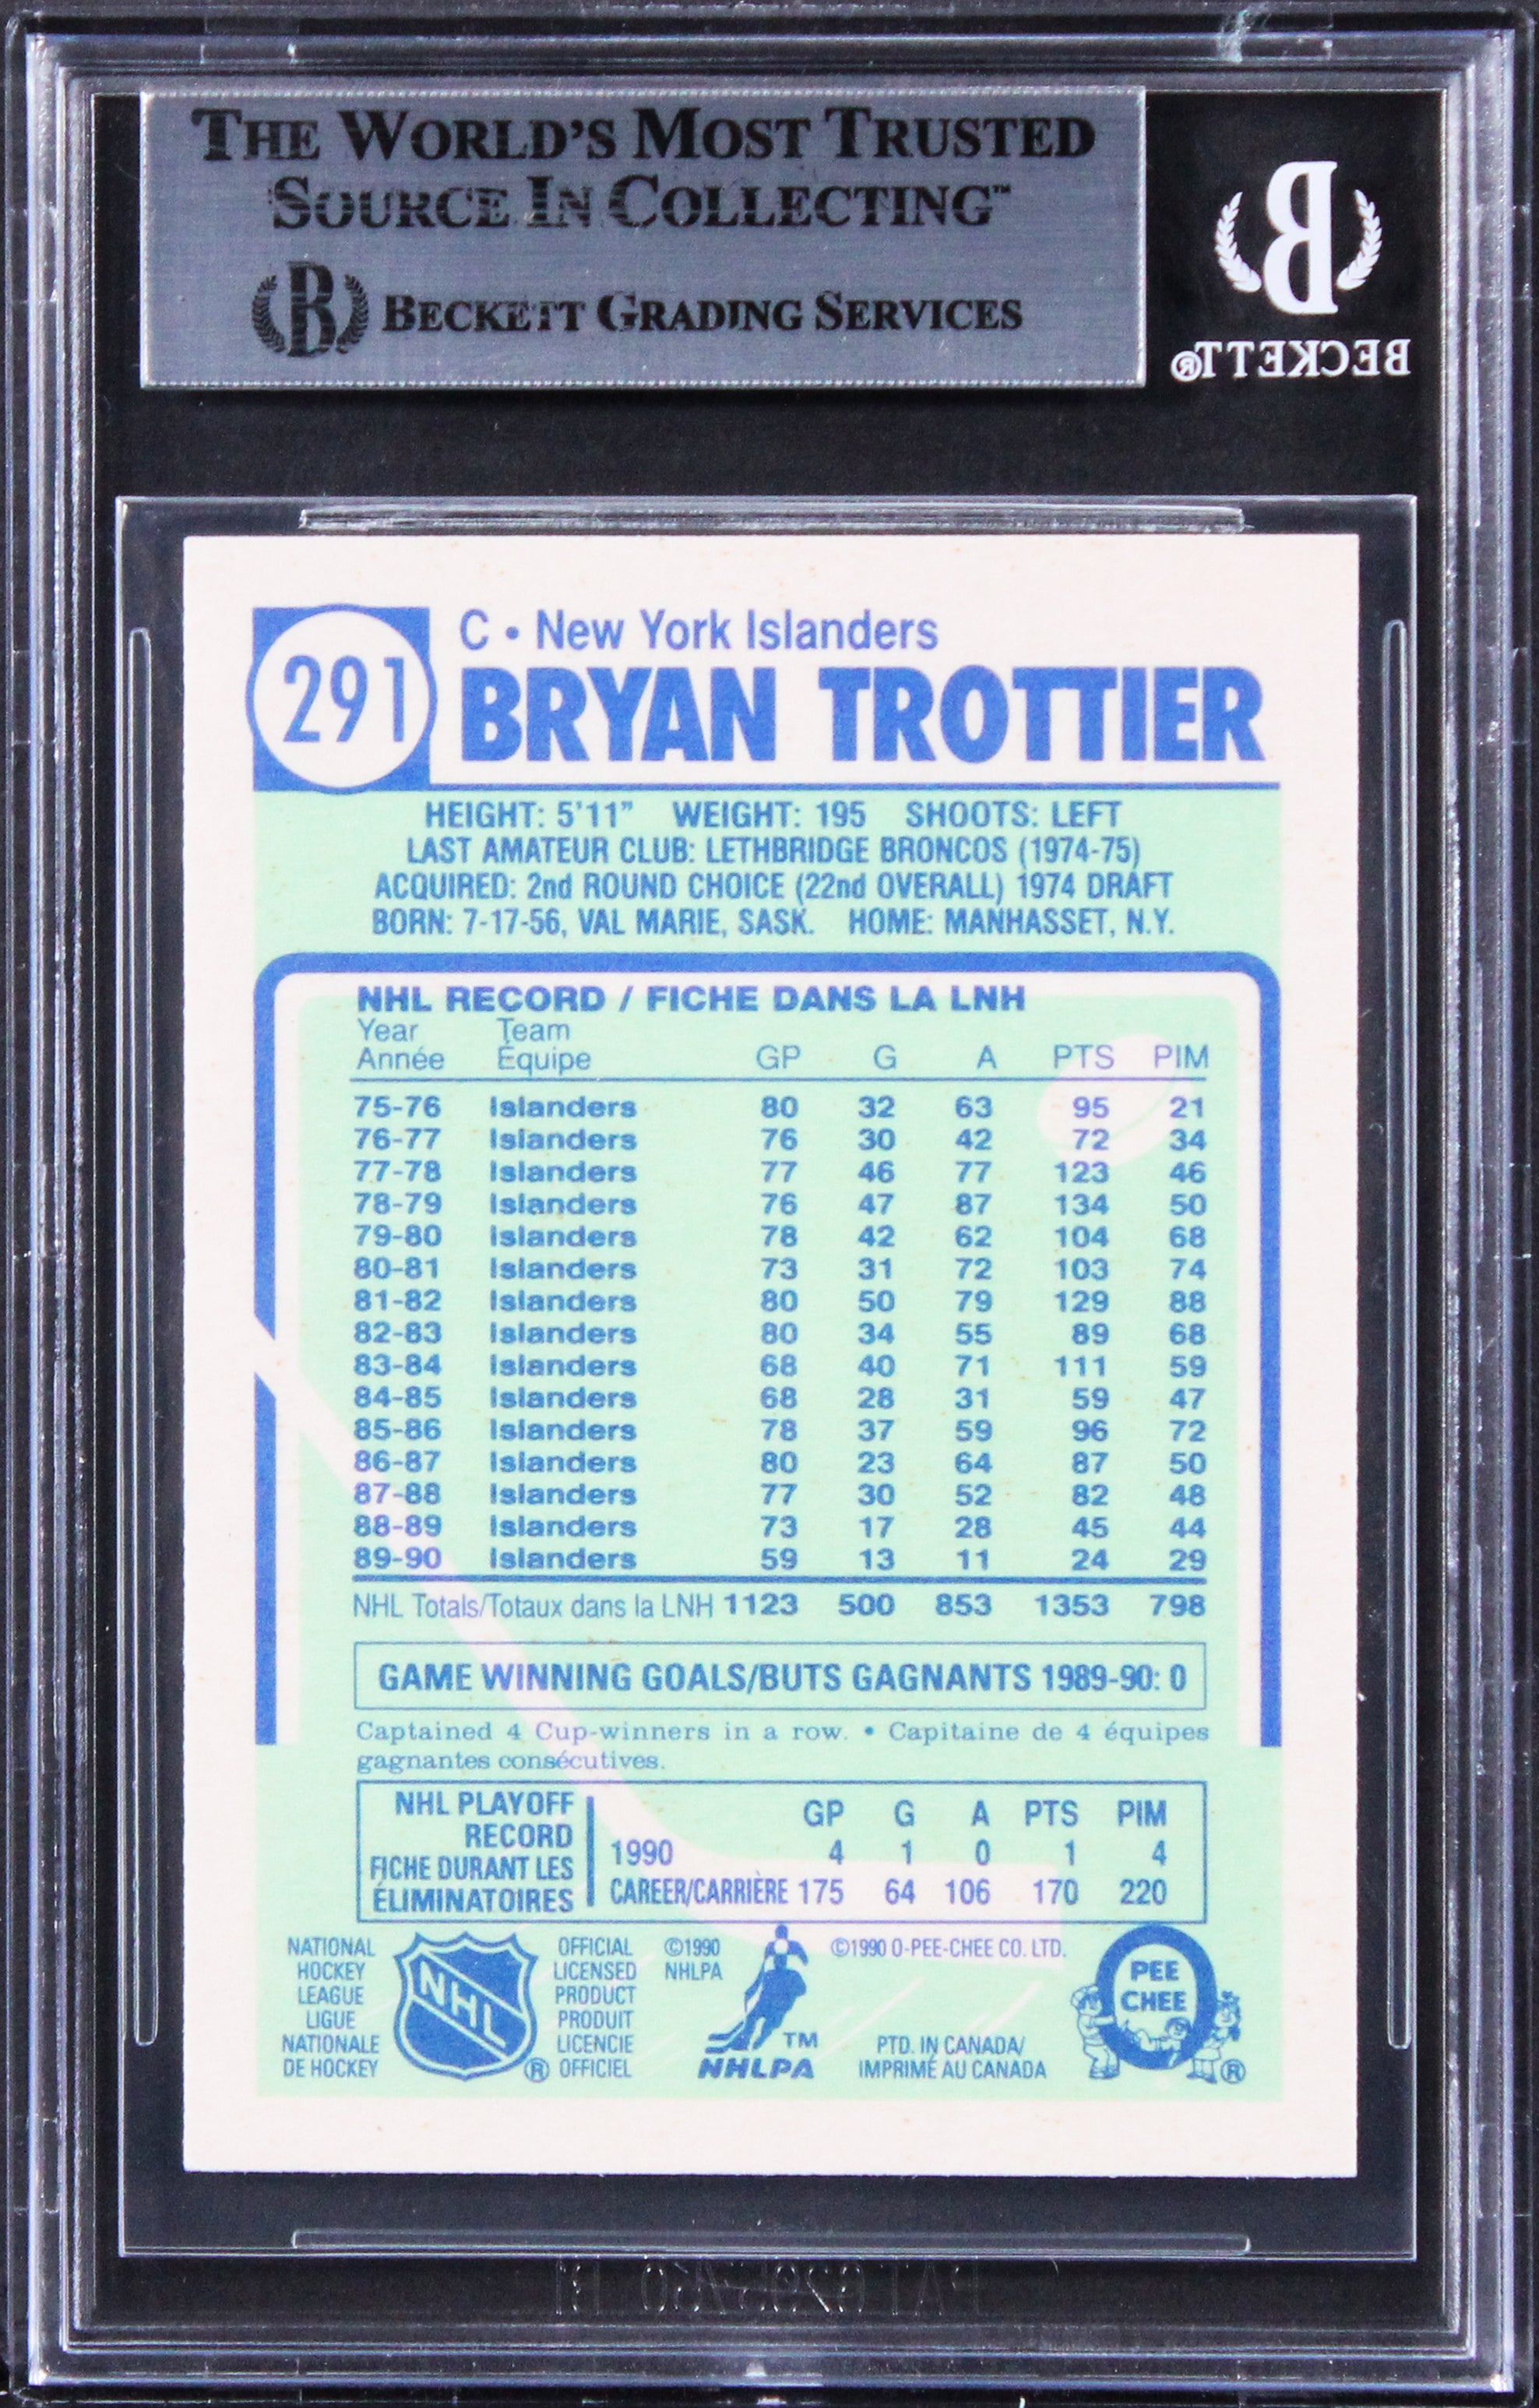 THE WORLD'S MOST TRUSTED
SOURCE IN COLLECTING™
B BECKETT GRADING SERVICES
B
BECKETT®
291
C • New York Islanders
BRYAN TROTTIER
HEIGHT: 5'11" WEIGHT: 195 SHOOTS: LEFT
LAST AMATEUR CLUB: LETHBRIDGE BRONCOS (1974-75)
ACQUIRED: 2nd ROUND CHOICE (22nd OVERALL) 1974 DRAFT
BORN: 7-17-56, VAL MARIE, SASK. HOME: MANHASSET, N.Y.
NHL RECORD / FICHE DANS LA LNH
Year Team
Année Équipe GP G A PTS PIM
75-76 Islanders 80 32 63 95 21
76-77 Islanders 76 30 42 72 34
77-78 Islanders 77 46 77 123 46
78-79 Islanders 76 47 87 134 50
79-80 Islanders 78 42 62 104 68
80-81 Islanders 73 31 72 103 74
81-82 Islanders 80 50 79 129 88
82-83 Islanders 80 34 55 89 68
83-84 Islanders 68 40 71 111 59
84-85 Islanders 68 28 31 59 47
85-86 Islanders 78 37 59 96 72
86-87 Islanders 80 23 64 87 50
87-88 Islanders 77 30 52 82 48
88-89 Islanders 73 17 28 45 44
89-90 Islanders 59 13 11 24 29
NHL Totals/Totaux dans la LNH 1123 500 853 1353 798
GAME WINNING GOALS/BUTS GAGNANTS 1989-90: 0
Captained 4 Cup-winners in a row. • Capitaine de 4 équipes
gagnantes consécutives.
NHL PLAYOFF
RECORD
FICHE DURANT LES
ÉLIMINATOIRES
GP G A PTS PIM
1990 4 1 0 1 4
CAREER/CARRIÈRE 175 64 106 170 220
NATIONAL
HOCKEY
LEAGUE
LIGUE
NATIONALE
DE HOCKEY
NHL
®
OFFICIAL
LICENSED
PRODUCT
PRODUIT
LICENCIE
OFFICIEL
©1990
NHLPA
TM
NHLPA
©1990 O-PEE-CHEE CO. LTD.
PTD. IN CANADA/
IMPRIMÉ AU CANADA
O
PEE
CHEE
®